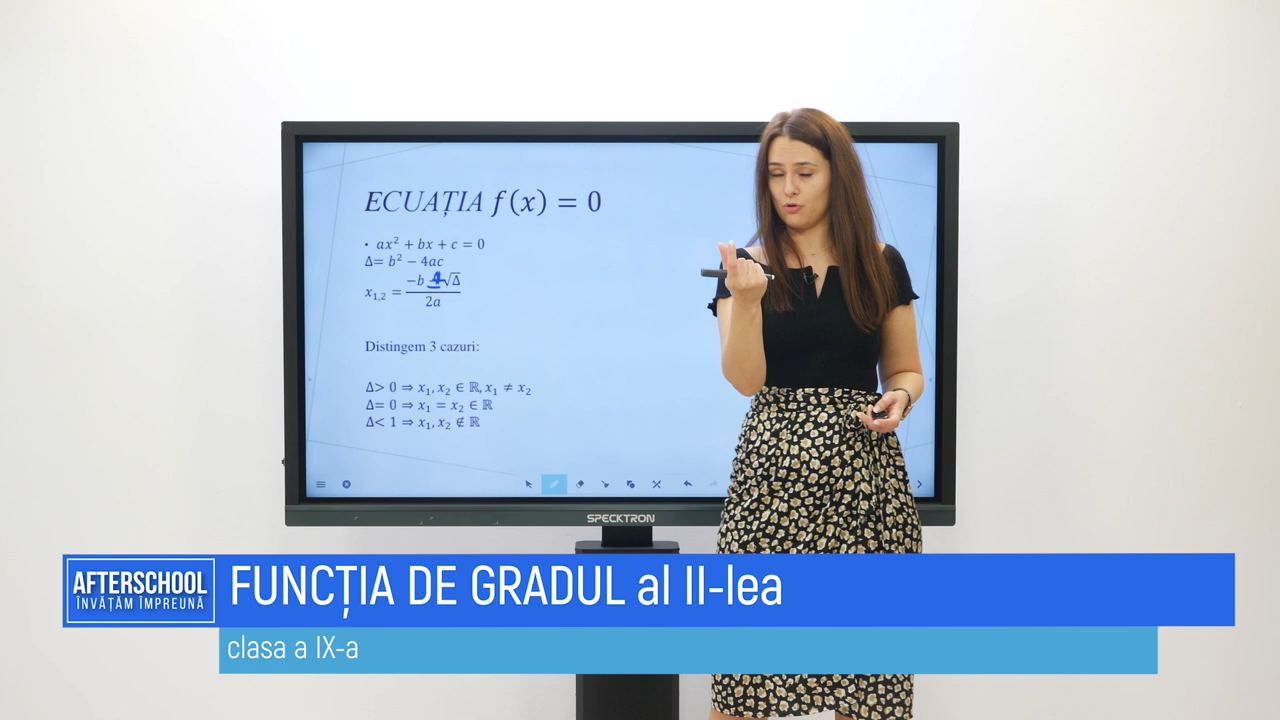 ECUAȚIA f(x) = 0
• ax² + bx + c = 0
Δ= b² − 4ac
x₁,₂ = (−b ±√Δ)/2a
Distingem 3 cazuri:
Δ> 0 ⇒ x₁, x₂ ∈ ℝ, x₁ ≠ x₂
Δ= 0 ⇒ x₁ = x₂ ∈ ℝ
Δ< 1 ⇒ x₁, x₂ ∉ ℝ
SPECKTRON
AFTERSCHOOL
ÎNVĂȚĂM ÎMPREUNĂ
FUNCȚIA DE GRADUL al II-lea
clasa a IX-a